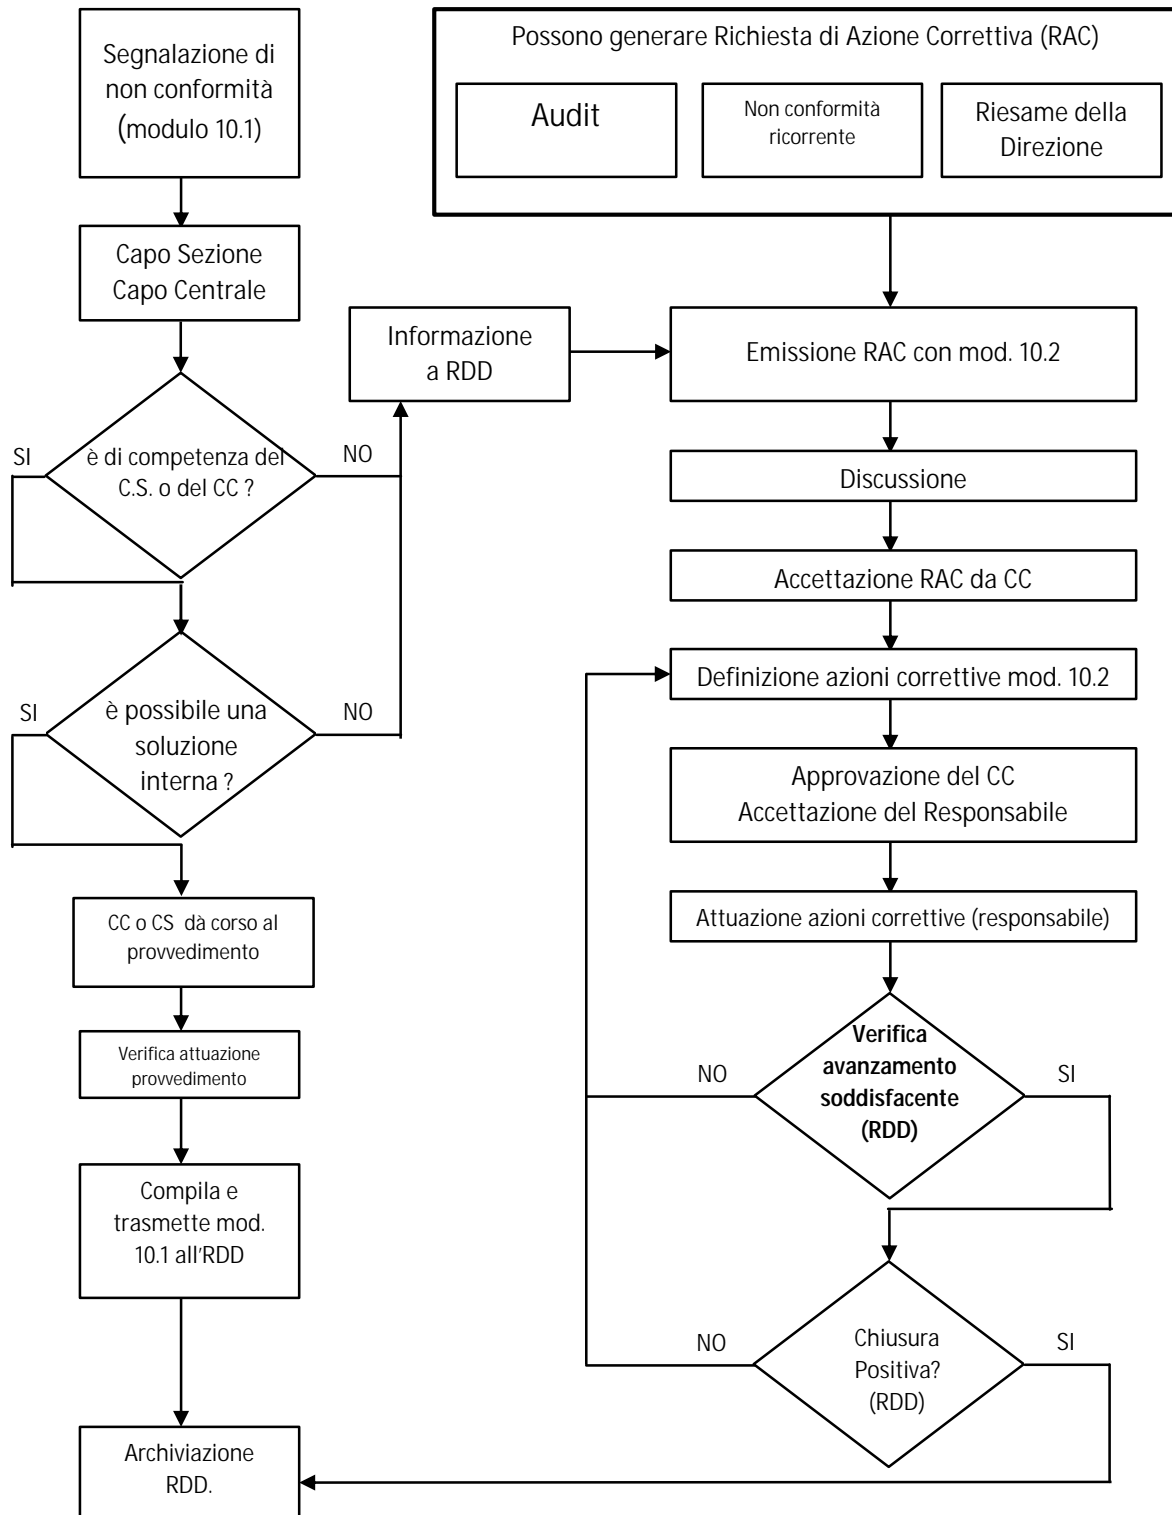 Segnalazione di
non conformità
(modulo 10.1)
Capo Sezione
Capo Centrale
SI
è di competenza del
C.S. o del CC ?
NO
SI
è possibile una
soluzione
interna ?
NO
CC o CS dà corso al
provvedimento
Verifica attuazione
provvedimento
Compila e
trasmette mod.
10.1 all'RDD
Archiviazione
RDD.
Informazione
a RDD
Possono generare Richiesta di Azione Correttiva (RAC)
Audit
Non conformità
ricorrente
Riesame della
Direzione
Emissione RAC con mod. 10.2
Discussione
Accettazione RAC da CC
Definizione azioni correttive mod. 10.2
Approvazione del CC
Accettazione del Responsabile
Attuazione azioni correttive (responsabile)
NO
Verifica
avanzamento
soddisfacente
(RDD)
SI
NO
Chiusura
Positiva?
(RDD)
SI